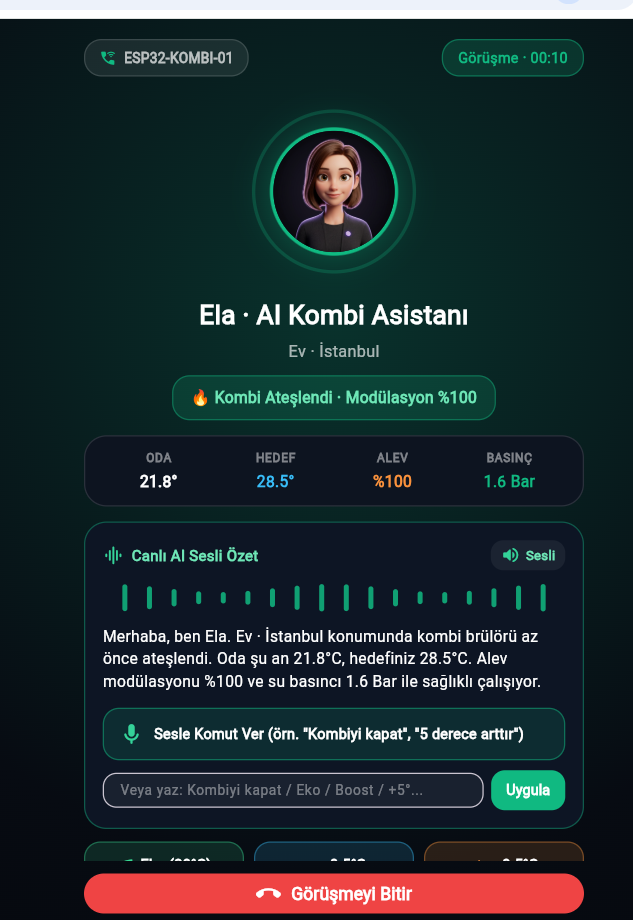 ESP32-KOMBI-01
Görüşme · 00:10
Ela · AI Kombi Asistanı
Ev · İstanbul
🔥 Kombi Ateşlendi · Modülasyon %100
ODA
HEDEF
ALEV
BASINÇ
21.8°
28.5°
%100
1.6 Bar
Canlı AI Sesli Özet
Sesli
Merhaba, ben Ela. Ev · İstanbul konumunda kombi brülörü az
önce ateşlendi. Oda şu an 21.8°C, hedefiniz 28.5°C. Alev
modülasyonu %100 ve su basıncı 1.6 Bar ile sağlıklı çalışıyor.
Sesle Komut Ver (örn. "Kombiyi kapat", "5 derece arttır")
Veya yaz: Kombiyi kapat / Eko / Boost / +5°...
Uygula
Görüşmeyi Bitir